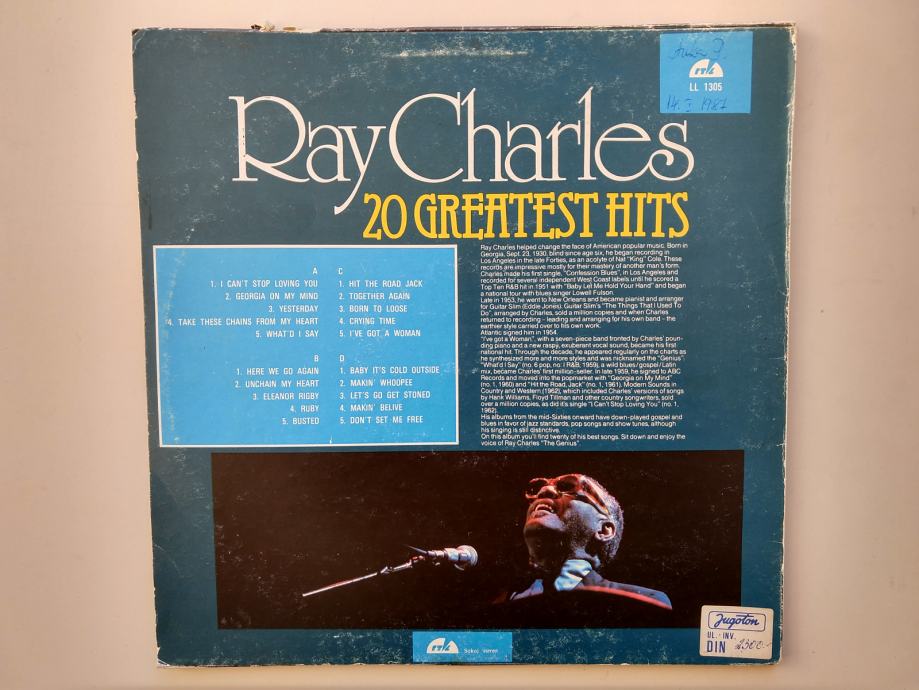 LL 1305
14. I 1987
Ray Charles
20 GREATEST HITS
A
1. I CAN'T STOP LOVING YOU
2. GEORGIA ON MY MIND
3. YESTERDAY
4. TAKE THESE CHAINS FROM MY HEART
5. WHAT'D I SAY
B
1. HERE WE GO AGAIN
2. UNCHAIN MY HEART
3. ELEANOR RIGBY
4. RUBY
5. BUSTED
C
1. HIT THE ROAD JACK
2. TOGETHER AGAIN
3. BORN TO LOOSE
4. CRYING TIME
5. I'VE GOT A WOMAN
D
1. BABY IT'S COLD OUTSIDE
2. MAKIN' WHOOPEE
3. LET'S GO GET STONED
4. MAKIN' BELIVE
5. DON'T SET ME FREE
Ray Charles helped change the face of American popular music. Born in
Georgia, Sept. 23, 1930, blind since age six, he began recording in
Los Angeles in the late Forties, as an acolyte of Nat "King" Cole. These
records are impressive mostly for their mastery of another man's form.
Charles made his first single, "Confession Blues", in Los Angeles and
recorded for several independent West Coast labels until he scored a
Top Ten R&B hit in 1951 with "Baby Let Me Hold Your Hand" and began
a national tour with blues singer Lowell Fulson.
Late in 1953, he went to New Orleans and became pianist and arranger
for Guitar Slim (Eddie Jones). Guitar Slim's "The Things That I Used To
Do", arranged by Charles, sold a million copies and when Charles
returned to recording - leading and arranging for his own band - the
earthier style carried over to his own work.
Atlantic signed him in 1954.
"I've got a Woman", with a seven-piece band fronted by Charles' poun-
ding piano and a new raspy, exuberant vocal sound, became his first
national hit. Through the decade, he appeared regularly on the charts as
he synthesized more and more styles and was nicknamed the "Genius"
"What'd I Say" (no. 6 pop, no. I R&B, 1959), a wild blues/gospel/Latin
mix, became Charles' first million-seller. In late 1959, he signed to ABC
Records and moved into the popmarket with "Georgia on My Mind"
(no. 1, 1960) and "Hit the Road, Jack" (no. 1, 1961). Modern Sounds in
Country and Western (1962), which included Charles' versions of songs
by Hank Williams, Floyd Tillman and other country songwriters, sold
over a million copies, as did it's single "I Can't Stop Loving You" (no. 1,
1962).
His albums from the mid-Sixties onward have down-played gospel and
blues in favor of jazz standards, pop songs and show tunes, although
his singing is still distinctive.
On this album you'll find twenty of his best songs. Sit down and enjoy the
voice of Ray Charles "The Genius".
Sokoj stereo
Jugoton
UL.-INV.
DIN 2300.-